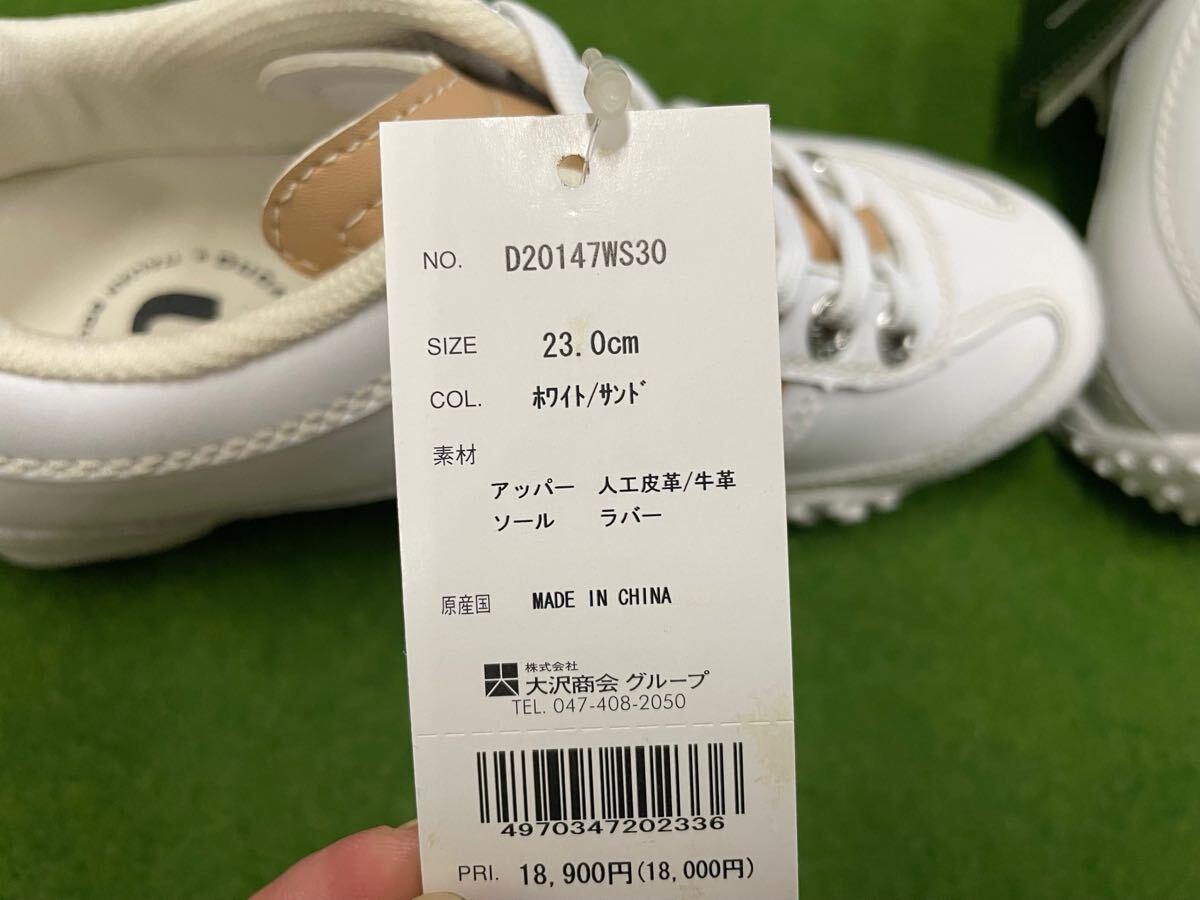 NO. D20147WS30
SIZE 23.0cm
COL. ﾎﾜｲﾄ/ｻﾝﾄﾞ
素材
アッパー 人工皮革/牛革
ソール ラバー
原産国 MADE IN CHINA
株式会社
大沢商会 グループ
TEL. 047-408-2050
4970347202336
PRI. 18,900円(18,000円)